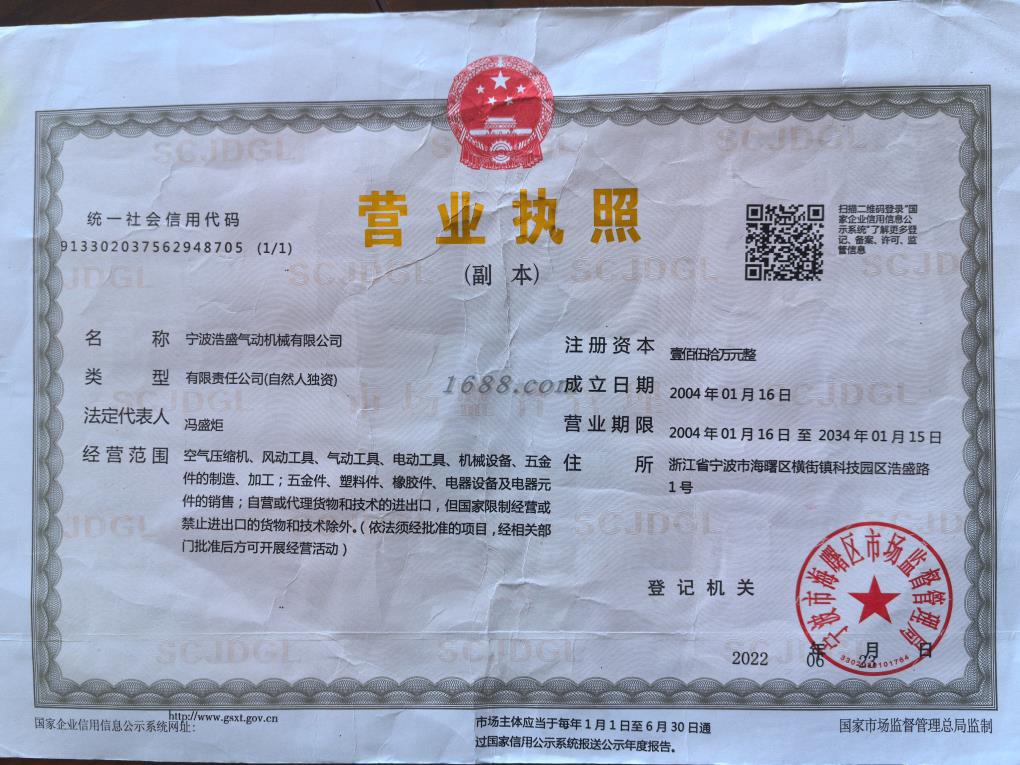 营业执照
(副 本)
统一社会信用代码
913302037562948705 (1/1)
扫描二维码登录“国
家企业信用信息公
示系统”了解更多登
记、备案、许可、监
管信息
名 称 宁波浩盛气动机械有限公司
类 型 有限责任公司(自然人独资)
法定代表人 冯盛炬
经营范围 空气压缩机、风动工具、气动工具、电动工具、机械设备、五金
件的制造、加工；五金件、塑料件、橡胶件、电器设备及电器元
件的销售；自营或代理货物和技术的进出口，但国家限制经营或
禁止进出口的货物和技术除外。（依法须经批准的项目，经相关部
门批准后方可开展经营活动）
注册资本 壹佰伍拾万元整
成立日期 2004年01月16日
营业期限 2004年01月16日 至 2034年01月15日
住 所 浙江省宁波市海曙区横街镇科技园区浩盛路
1号
1688.com
登记机关
宁波市海曙区市场监督管理局
2022 年 06 月 23 日
国家企业信用信息公示系统网址：
http://www.gsxt.gov.cn
市场主体应当于每年1月1日至6月30日通
过国家信用公示系统报送公示年度报告。
国家市场监督管理总局监制
SCJDGL